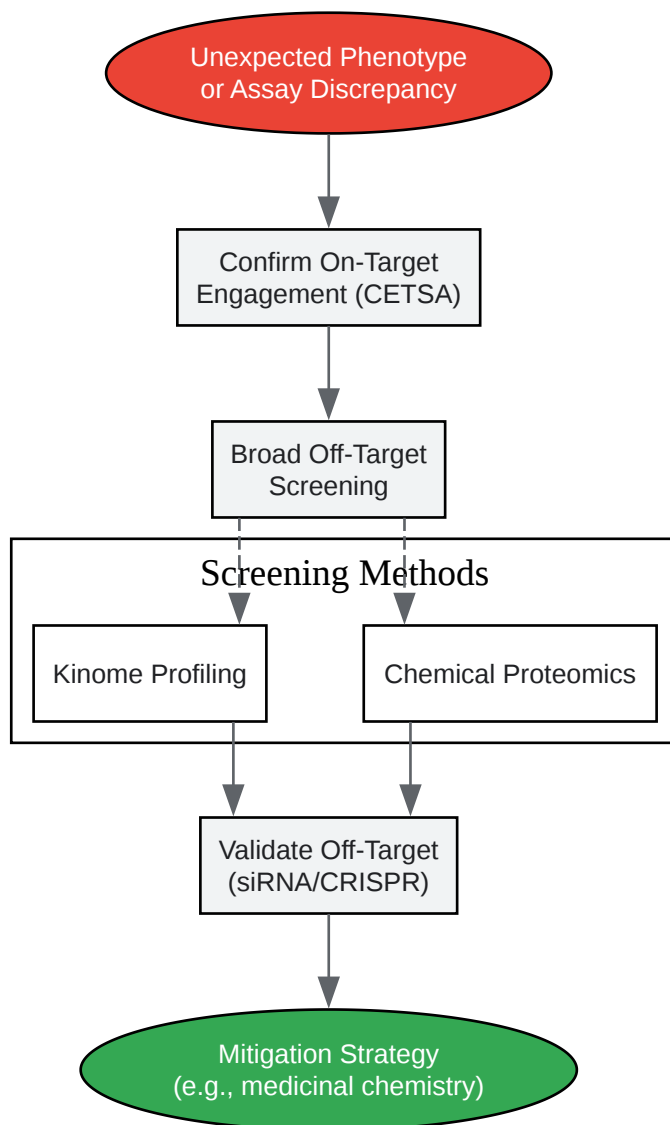 Unexpected Phenotype
or Assay Discrepancy
Confirm On-Target
Engagement (CETSA)
Broad Off-Target
Screening
Screening Methods
Kinome Profiling
Chemical Proteomics
Validate Off-Target
(siRNA/CRISPR)
Mitigation Strategy
(e.g., medicinal chemistry)